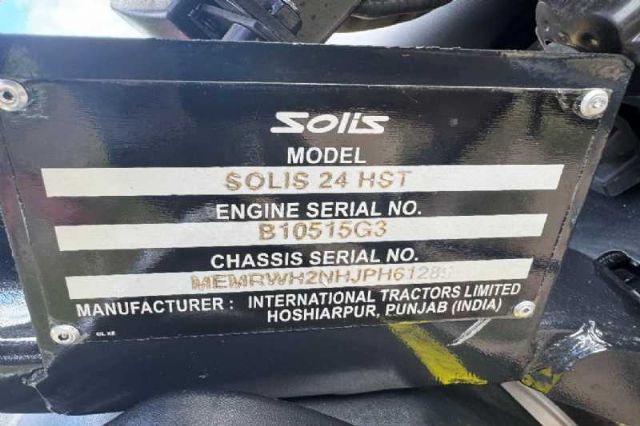 Solis
MODEL
SOLIS 24 HST
ENGINE SERIAL NO.
B10515G3
CHASSIS SERIAL NO.
MANUFACTURER : INTERNATIONAL TRACTORS LIMITED
HOSHIARPUR, PUNJAB (INDIA)